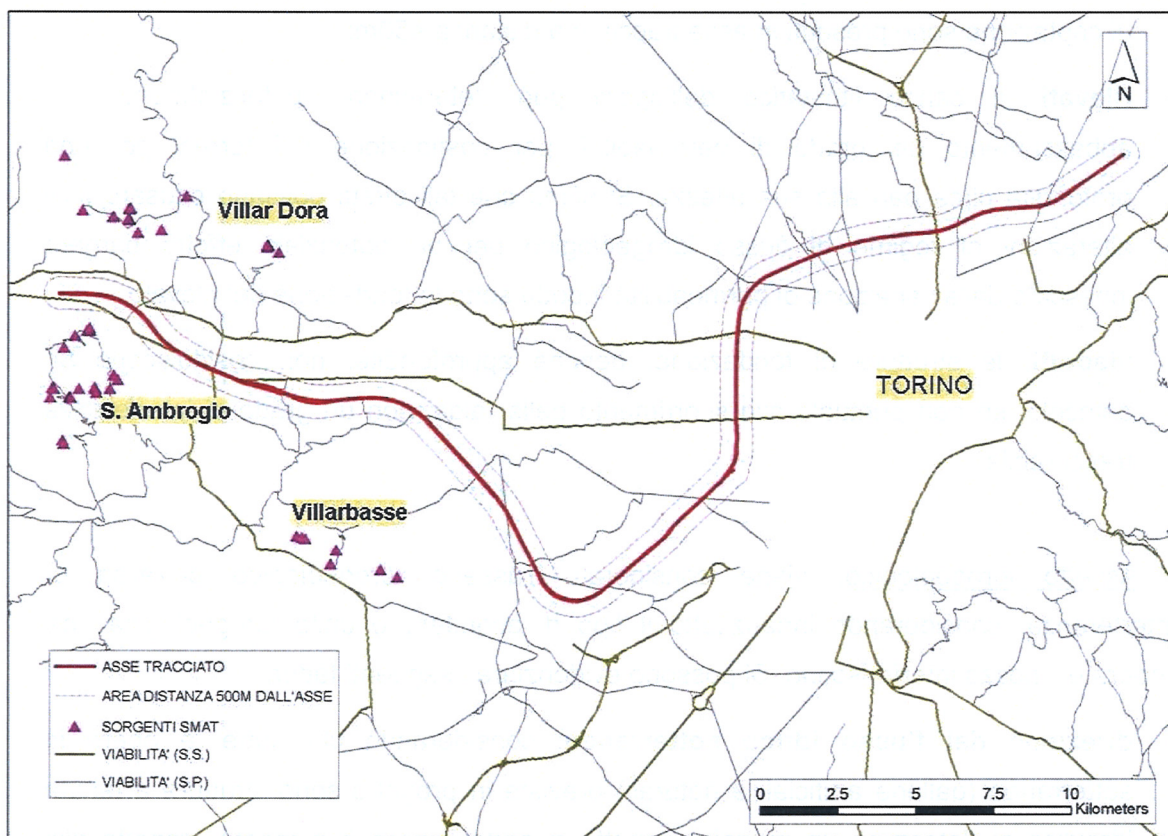 N
Villar Dora
TORINO
S. Ambrogio
Villarbasse
ASSE TRACCIATO
AREA DISTANZA 500M DALL'ASSE
SORGENTI SMAT
VIABILITA' (S.S.)
VIABILITA' (S.P.)
0 2.5 5 7.5 10
Kilometers